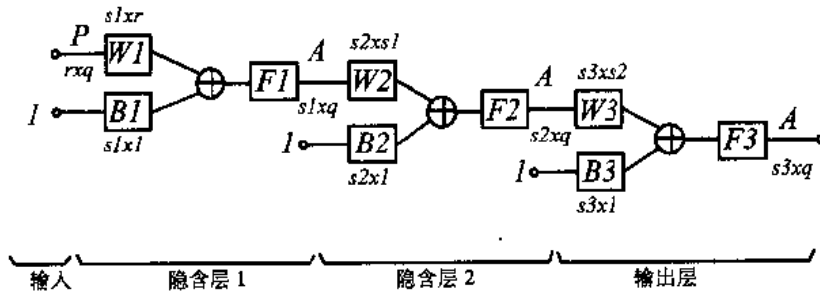 s1xr
P
W1
rxq
1
B1
s1x1
F1
A
s1xq
s2xs1
W2
1
B2
s2x1
F2
A
s2xq
s3xs2
W3
1
B3
s3x1
F3
A
s3xq
输入
隐含层 1
隐含层 2
输出层